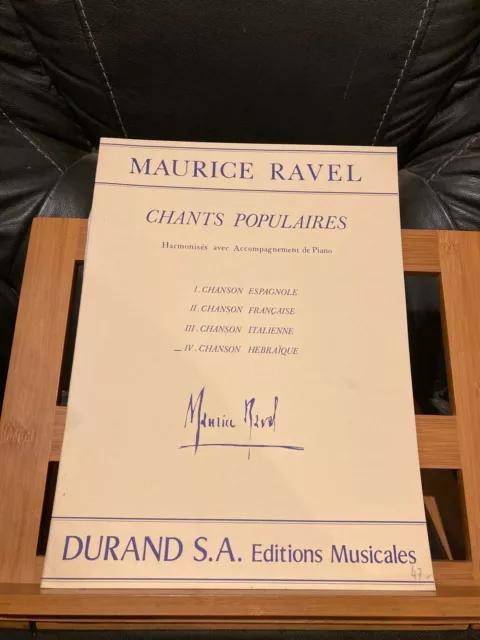 MAURICE RAVEL
CHANTS POPULAIRES
Harmonisés avec Accompagnement de Piano
I. CHANSON ESPAGNOLE
II. CHANSON FRANÇAISE
III. CHANSON ITALIENNE
_ IV. CHANSON HEBRAÏQUE
Maurice Ravel
DURAND S.A. Editions Musicales
47.-